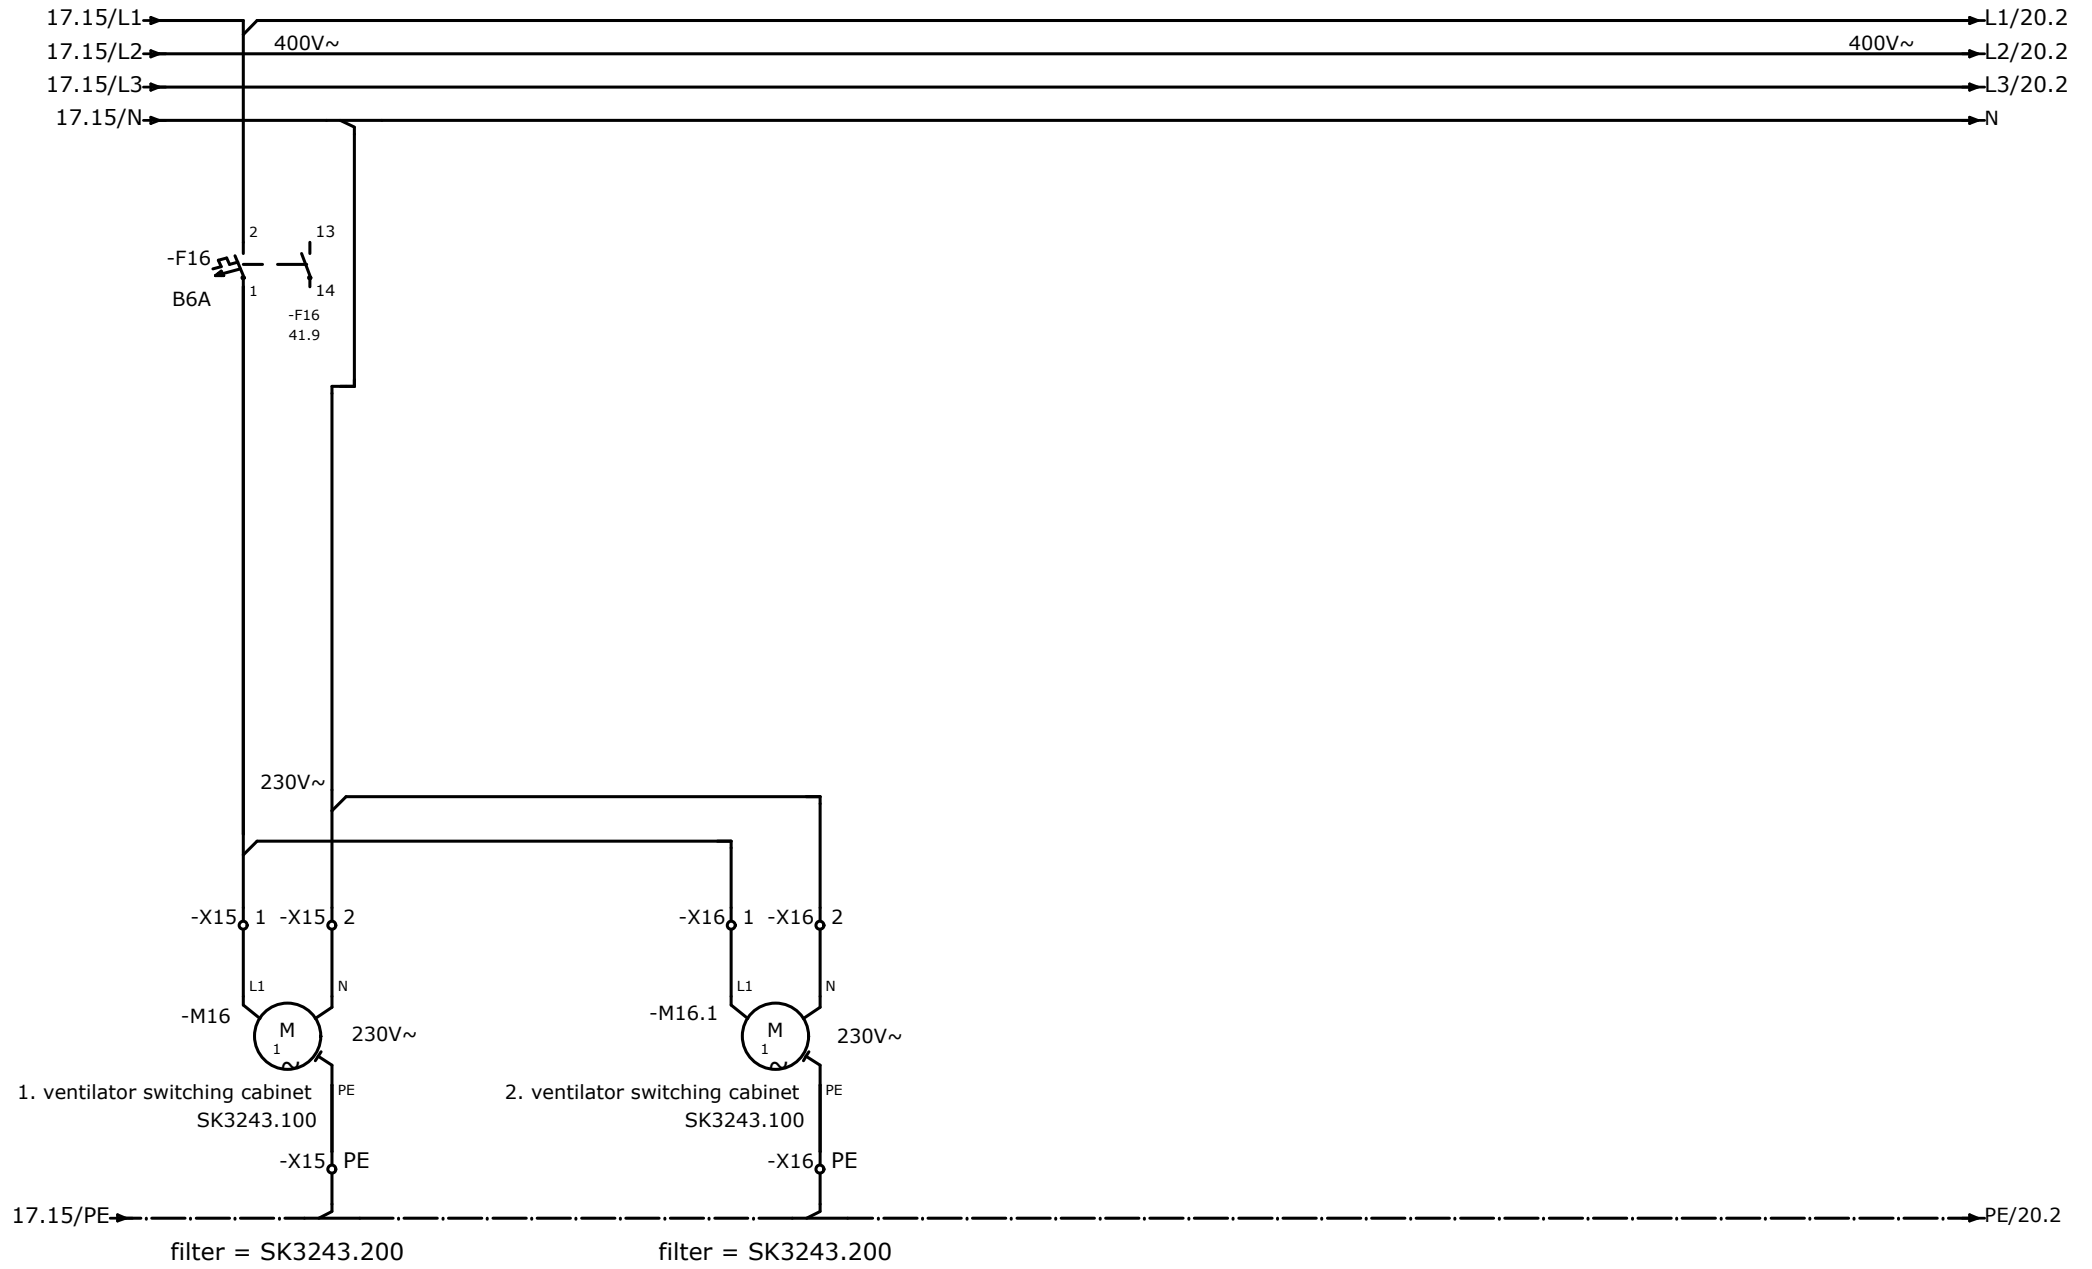 17.15/L1 L1/20.2
400V~ 400V~
17.15/L2 L2/20.2
17.15/L3 L3/20.2
17.15/N N
2 13
-F16
B6A 1 14
-F16
41.9
230V~
-X15 1 -X15 2 -X16 1 -X16 2
L1 N L1 N
-M16 M 1 ~ 230V~ -M16.1 M 1 ~ 230V~
1. ventilator switching cabinet PE 2. ventilator switching cabinet PE
SK3243.100 SK3243.100
-X15 PE -X16 PE
17.15/PE PE/20.2
filter = SK3243.200 filter = SK3243.200